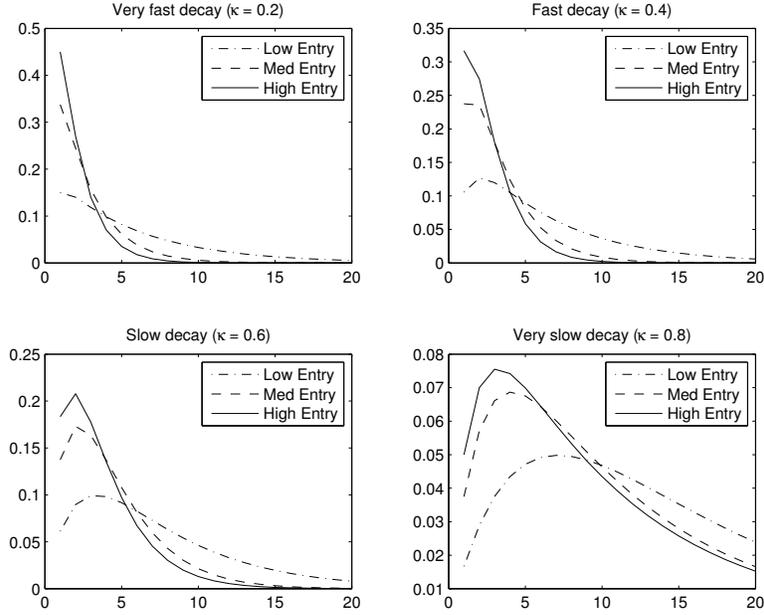 Very fast decay (κ = 0.2)
0.5
0.4
0.3
0.2
0.1
0
0 5 10 15 20
Low Entry
Med Entry
High Entry
Fast decay (κ = 0.4)
0.35
0.3
0.25
0.2
0.15
0.1
0.05
0
0 5 10 15 20
Low Entry
Med Entry
High Entry
Slow decay (κ = 0.6)
0.25
0.2
0.15
0.1
0.05
0
0 5 10 15 20
Low Entry
Med Entry
High Entry
Very slow decay (κ = 0.8)
0.08
0.07
0.06
0.05
0.04
0.03
0.02
0.01
0 5 10 15 20
Low Entry
Med Entry
High Entry